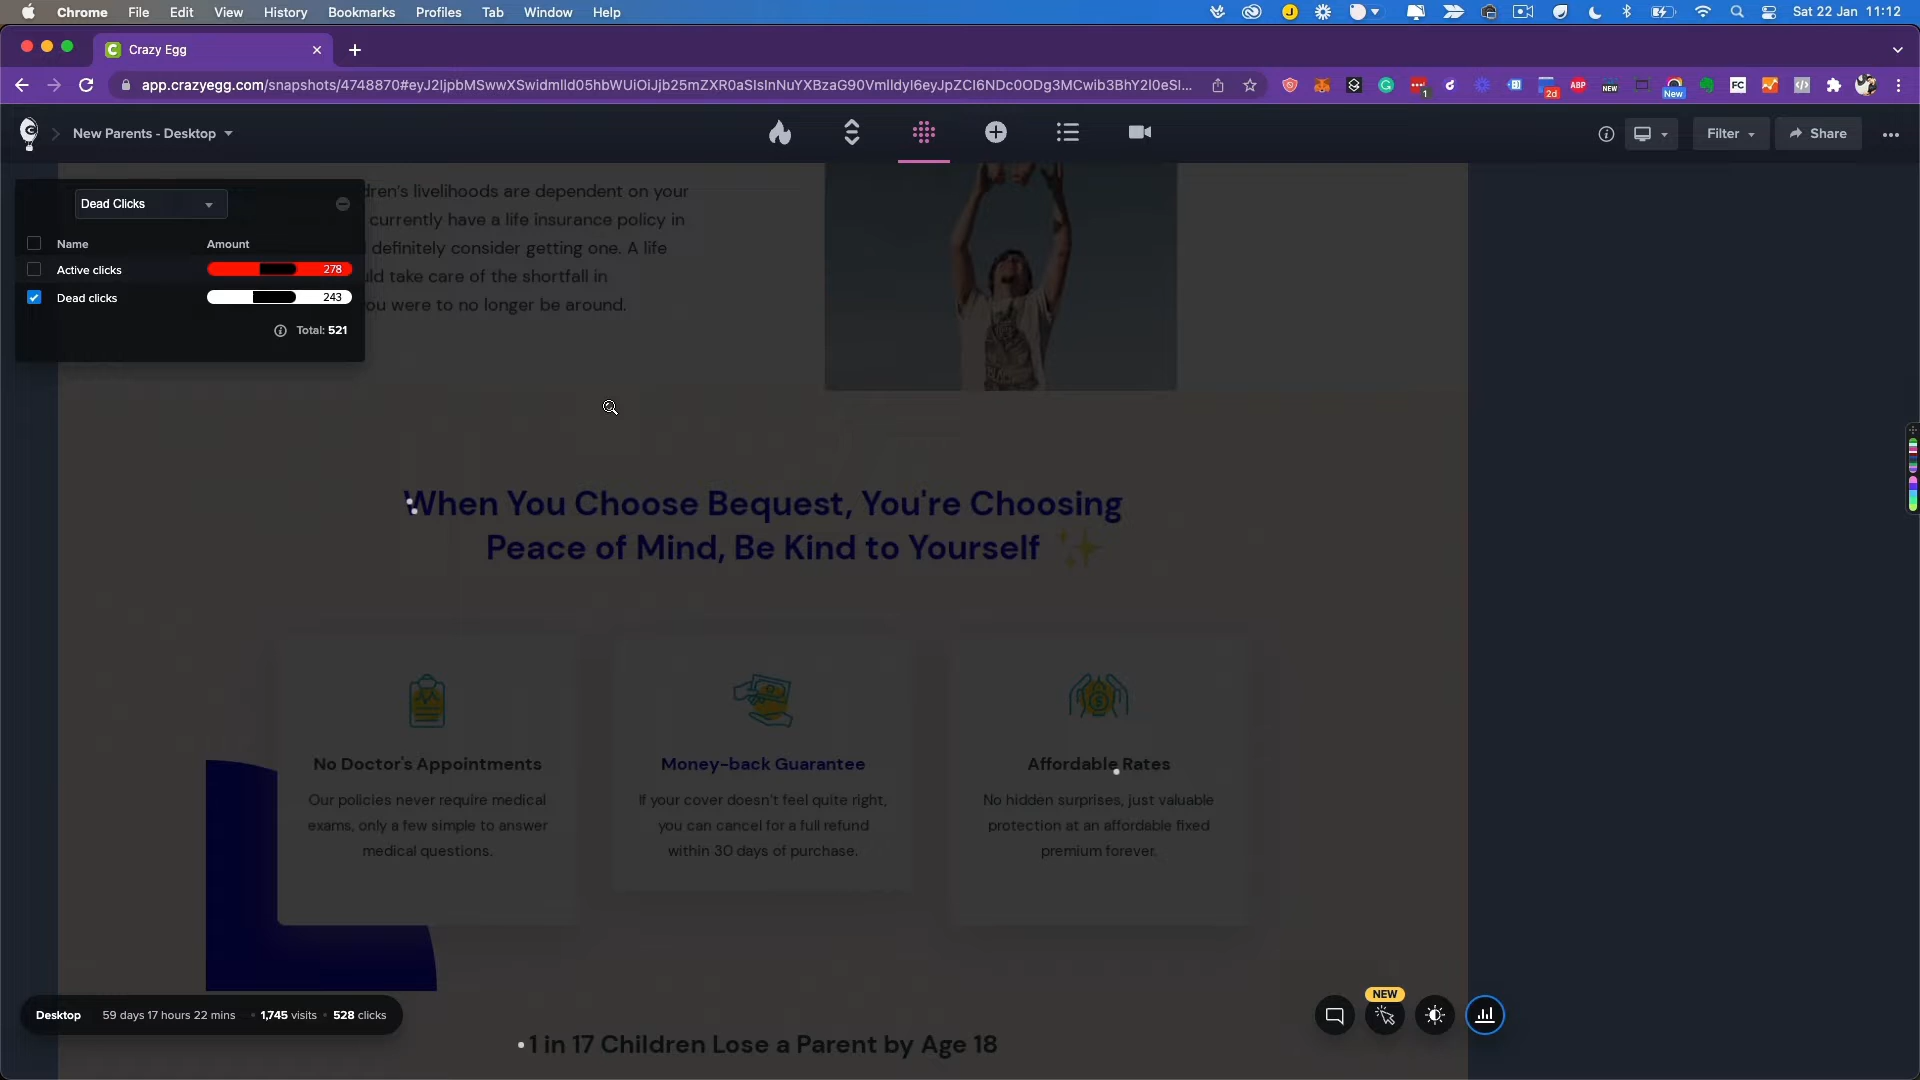 Chrome File Edit View History Bookmarks Profiles Tab Window Help
Sat 22 Jan 11:12
Crazy Egg
New Parents - Desktop
Filter
Share
Dead Clicks
Name Amount
Active clicks 278
Dead clicks 243
Total: 521
dren's livelihoods are dependent on your
currently have a life insurance policy in
definitely consider getting one. A life
ld take care of the shortfall in
ou were to no longer be around.
When You Choose Bequest, You're Choosing
Peace of Mind, Be Kind to Yourself ✨
No Doctor's Appointments
Our policies never require medical
exams, only a few simple to answer
medical questions.
Money-back Guarantee
If your cover doesn't feel quite right,
you can cancel for a full refund
within 30 days of purchase.
Affordable Rates
No hidden surprises, just valuable
protection at an affordable fixed
premium forever.
1 in 17 Children Lose a Parent by Age 18
Desktop 59 days 17 hours 22 mins • 1,745 visits • 528 clicks
NEW